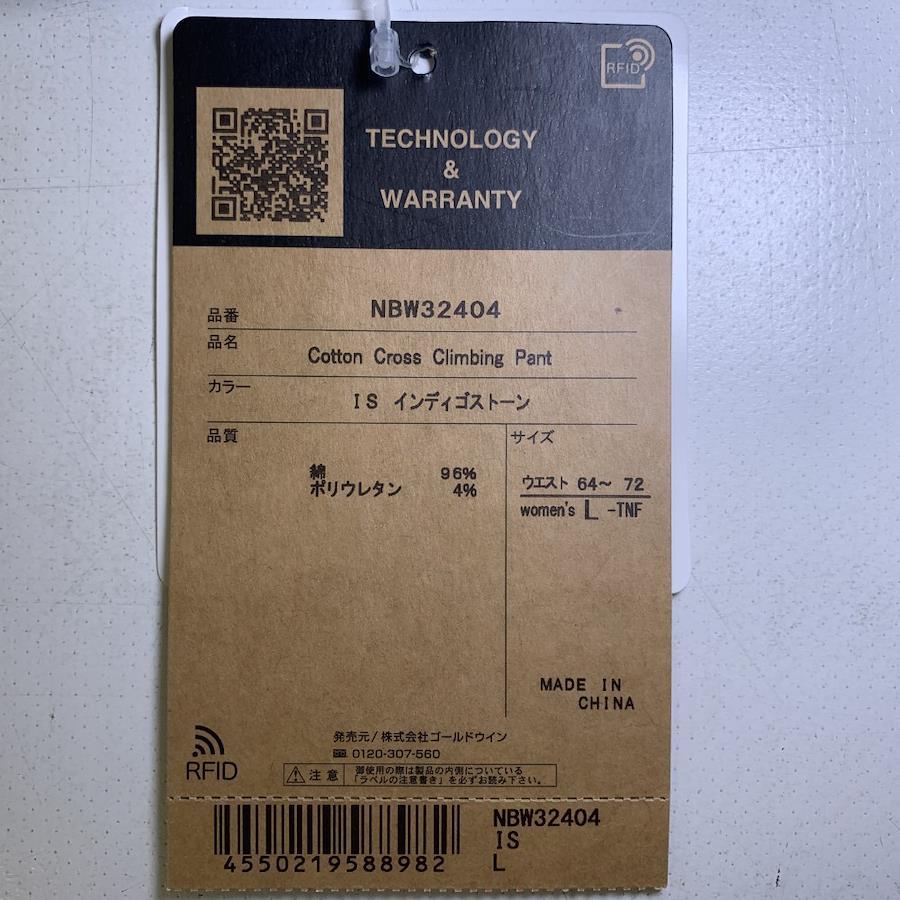 RFID
TECHNOLOGY
&
WARRANTY
品番 NBW32404
品名 Cotton Cross Climbing Pant
カラー IS インディゴストーン
品質 サイズ
綿 96%
ポリウレタン 4%
ウエスト 64～ 72
women's L -TNF
MADE IN
CHINA
発売元/株式会社ゴールドウイン
0120-307-560
RFID
注意 御使用の際は製品の内側についている
「ラベルの注意書き」を必ずお読み下さい。
4550219588982
NBW32404
IS
L